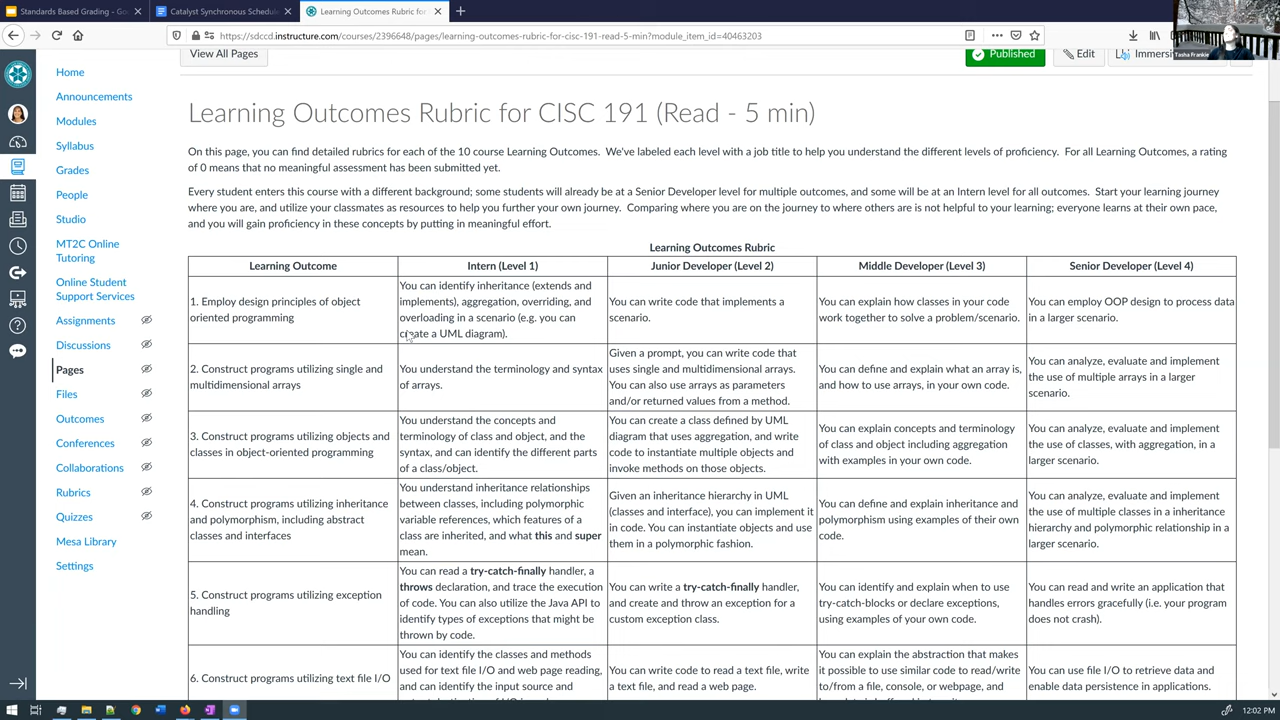 Standards Based Grading - Go
Catalyst Synchronous Schedule
Learning Outcomes Rubric for CISC
https://sdccd.instructure.com/courses/2396648/pages/learning-outcomes-rubric-for-cisc-191-read-5-min?module_item_id=40463203
Tasha Frankie
View All Pages
Published
Edit
Immersi
Home
Announcements
Modules
Syllabus
Grades
People
Studio
MT2C Online
Tutoring
Online Student
Support Services
Assignments
Discussions
Pages
Files
Outcomes
Conferences
Collaborations
Rubrics
Quizzes
Mesa Library
Settings
Learning Outcomes Rubric for CISC 191 (Read - 5 min)
On this page, you can find detailed rubrics for each of the 10 course Learning Outcomes. We've labeled each level with a job title to help you understand the different levels of proficiency. For all Learning Outcomes, a rating
of 0 means that no meaningful assessment has been submitted yet.
Every student enters this course with a different background; some students will already be at a Senior Developer level for multiple outcomes, and some will be at an Intern level for all outcomes. Start your learning journey
where you are, and utilize your classmates as resources to help you further your own journey. Comparing where you are on the journey to where others are is not helpful to your learning; everyone learns at their own pace,
and you will gain proficiency in these concepts by putting in meaningful effort.
Learning Outcomes Rubric
Learning Outcome
Intern (Level 1)
Junior Developer (Level 2)
Middle Developer (Level 3)
Senior Developer (Level 4)
1. Employ design principles of object
oriented programming
You can identify inheritance (extends and
implements), aggregation, overriding, and
overloading in a scenario (e.g. you can
create a UML diagram).
You can write code that implements a
scenario.
You can explain how classes in your code
work together to solve a problem/scenario.
You can employ OOP design to process data
in a larger scenario.
2. Construct programs utilizing single and
multidimensional arrays
You understand the terminology and syntax
of arrays.
Given a prompt, you can write code that
uses single and multidimensional arrays.
You can also use arrays as parameters
and/or returned values from a method.
You can define and explain what an array is,
and how to use arrays, in your own code.
You can analyze, evaluate and implement
the use of multiple arrays in a larger
scenario.
3. Construct programs utilizing objects and
classes in object-oriented programming
You understand the concepts and
terminology of class and object, and the
syntax, and can identify the different parts
of a class/object.
You can create a class defined by UML
diagram that uses aggregation, and write
code to instantiate multiple objects and
invoke methods on those objects.
You can explain concepts and terminology
of class and object including aggregation
with examples in your own code.
You can analyze, evaluate and implement
the use of classes, with aggregation, in a
larger scenario.
4. Construct programs utilizing inheritance
and polymorphism, including abstract
classes and interfaces
You understand inheritance relationships
between classes, including polymorphic
variable references, which features of a
class are inherited, and what this and super
mean.
Given an inheritance hierarchy in UML
(classes and interface), you can implement it
in code. You can instantiate objects and use
them in a polymorphic fashion.
You can define and explain inheritance and
polymorphism using examples of their own
code.
You can analyze, evaluate and implement
the use of multiple classes in a inheritance
hierarchy and polymorphic relationship in a
larger scenario.
5. Construct programs utilizing exception
handling
You can read a try-catch-finally handler, a
throws declaration, and trace the execution
of code. You can also utilize the Java API to
identify types of exceptions that might be
thrown by code.
You can write a try-catch-finally handler,
and create and throw an exception for a
custom exception class.
You can identify and explain when to use
try-catch-blocks or declare exceptions,
using examples of your own code.
You can read and write an application that
handles errors gracefully (i.e. your program
does not crash).
6. Construct programs utilizing text file I/O
You can identify the classes and methods
used for text file I/O and web page reading,
and can identify the input source and
You can write code to read a text file, write
a text file, and read a web page.
You can explain the abstraction that makes
it possible to use similar code to read/write
to/from a file, console, or webpage, and
You can use file I/O to retrieve data and
enable data persistence in applications.
12:02 PM